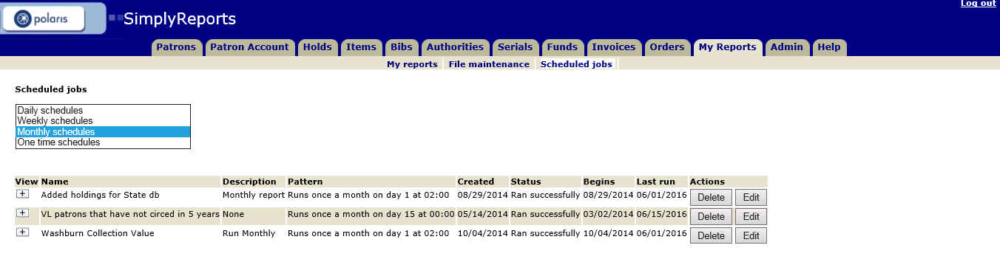 Log out
polaris
SimplyReports
Patrons Patron Account Holds Items Bibs Authorities Serials Funds Invoices Orders My Reports Admin Help
My reports File maintenance Scheduled jobs
Scheduled jobs
Daily schedules
Weekly schedules
Monthly schedules
One time schedules
View Name Description Pattern Created Status Begins Last run Actions
+ Added holdings for State db Monthly report Runs once a month on day 1 at 02:00 08/29/2014 Ran successfully 08/29/2014 06/01/2016 Delete Edit
+ VL patrons that have not circed in 5 years None Runs once a month on day 15 at 00:00 05/14/2014 Ran successfully 03/02/2014 06/15/2016 Delete Edit
+ Washburn Collection Value Run Monthly Runs once a month on day 1 at 02:00 10/04/2014 Ran successfully 10/04/2014 06/01/2016 Delete Edit